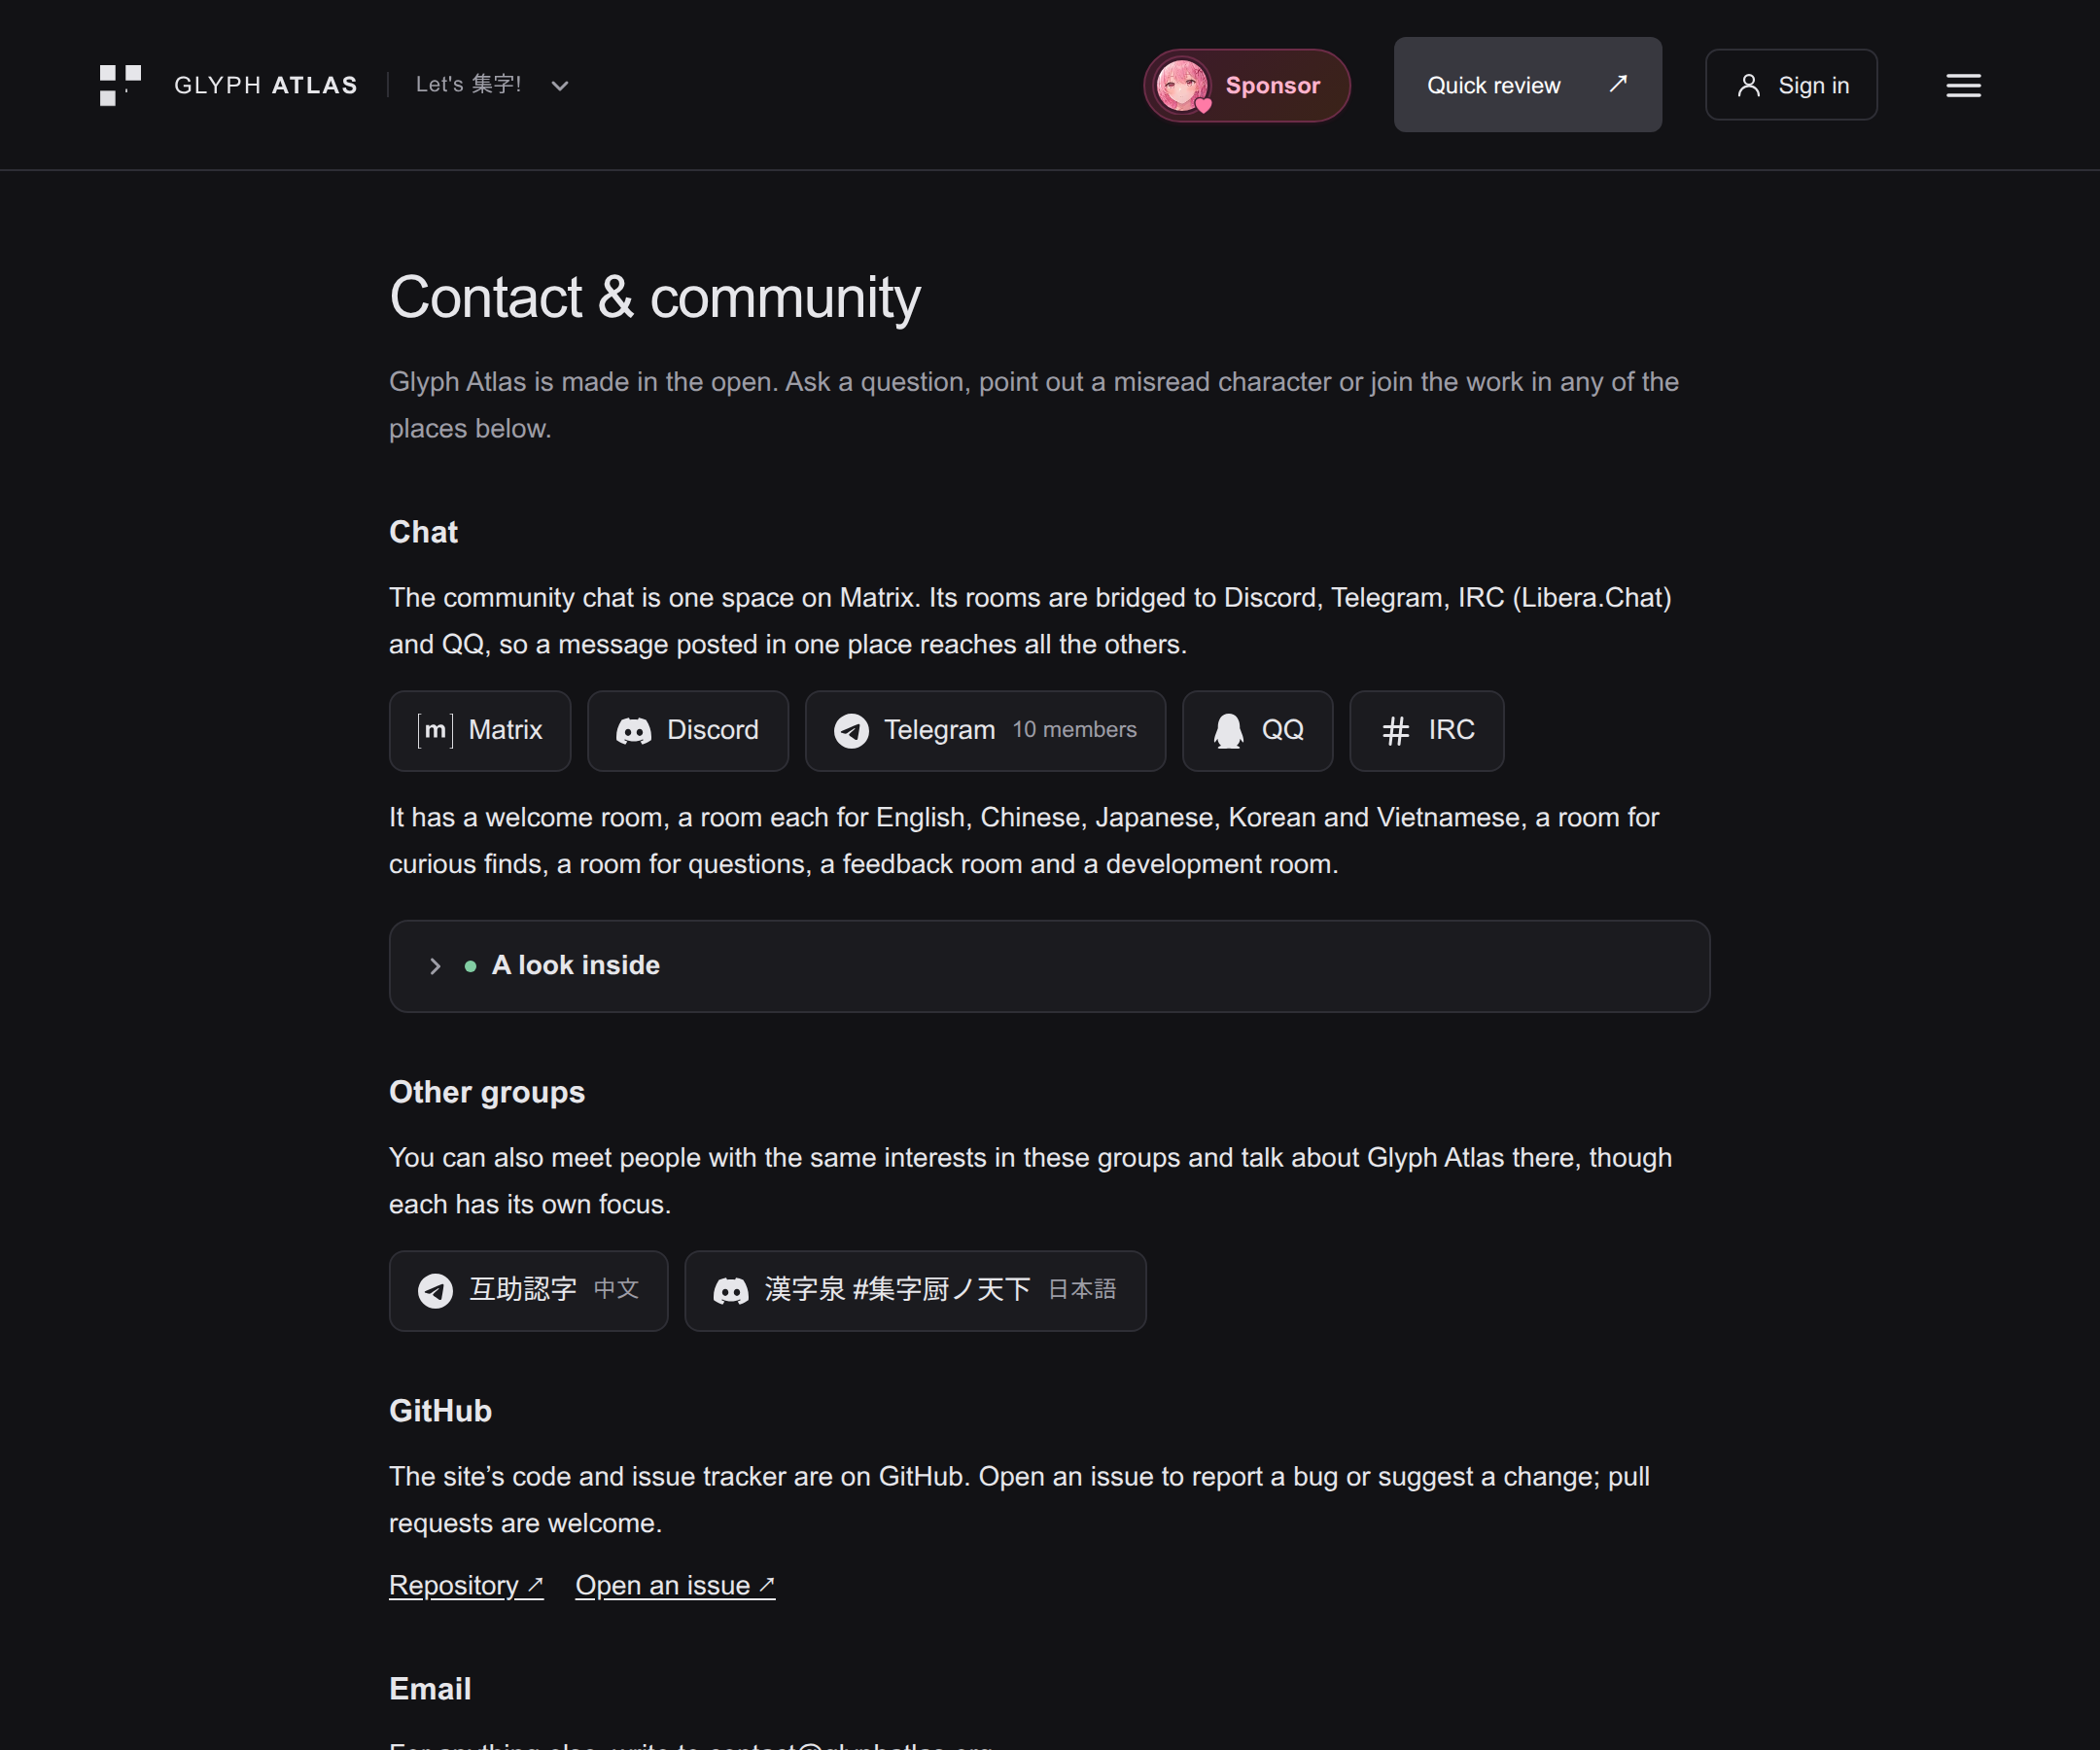 GLYPH ATLAS
Let's 集字!
Sponsor
Quick review ↗
Sign in
Contact & community
Glyph Atlas is made in the open. Ask a question, point out a misread character or join the work in any of the
places below.
Chat
The community chat is one space on Matrix. Its rooms are bridged to Discord, Telegram, IRC (Libera.Chat)
and QQ, so a message posted in one place reaches all the others.
[m] Matrix
Discord
Telegram 10 members
QQ
# IRC
It has a welcome room, a room each for English, Chinese, Japanese, Korean and Vietnamese, a room for
curious finds, a room for questions, a feedback room and a development room.
A look inside
Other groups
You can also meet people with the same interests in these groups and talk about Glyph Atlas there, though
each has its own focus.
互助認字 中文
漢字泉 #集字厨ノ天下 日本語
GitHub
The site’s code and issue tracker are on GitHub. Open an issue to report a bug or suggest a change; pull
requests are welcome.
Repository ↗ Open an issue ↗
Email
For anything else, write to contact@glyphatlas.org